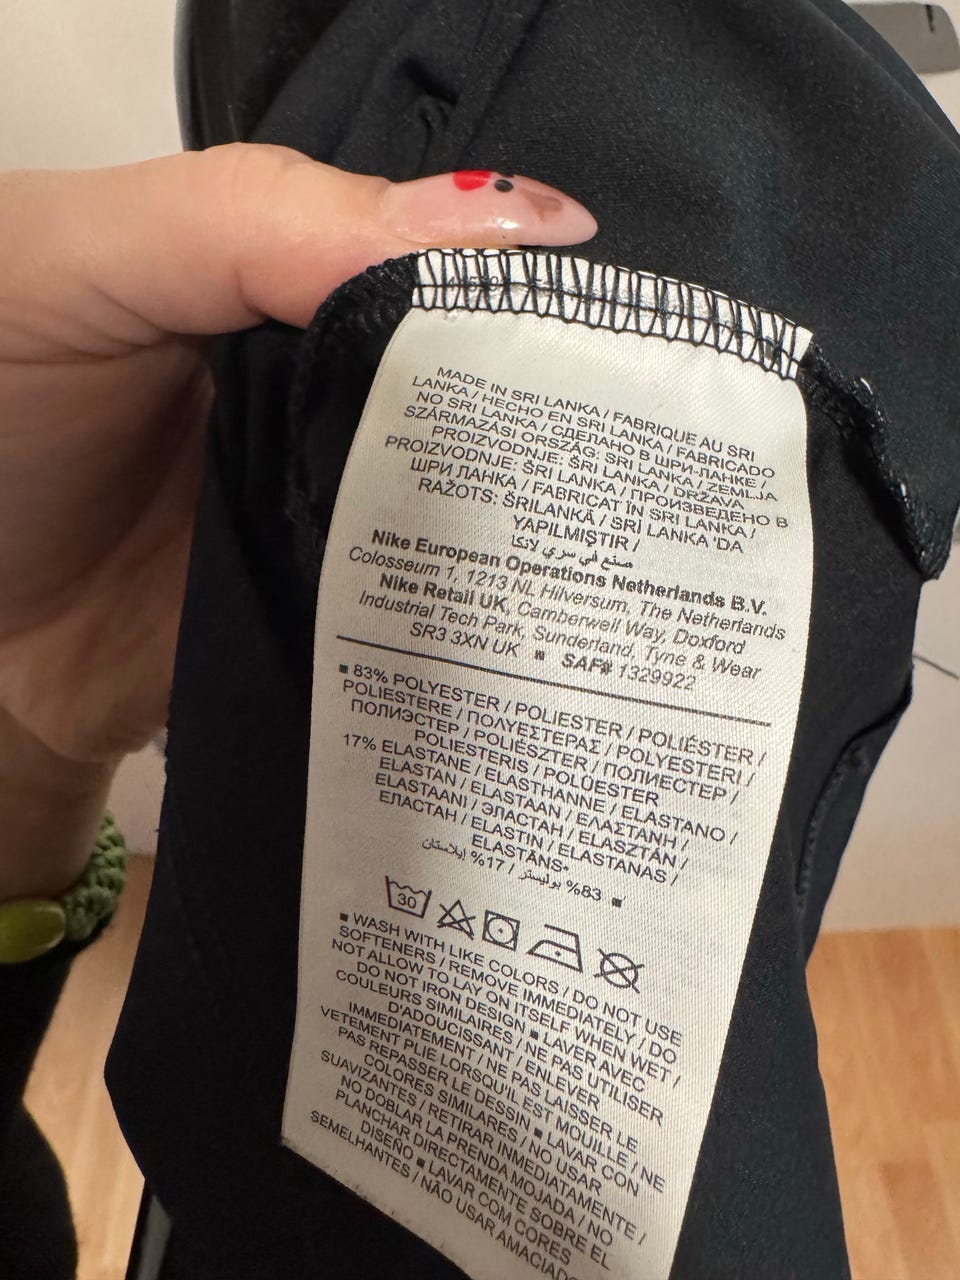 MADE IN SRI LANKA / FABRIQUE AU SRI
LANKA / HECHO EN SRI LANKA / FABRICADO
NO SRI LANKA / СДЕЛАНО В ШРИ-ЛАНКЕ /
SZÁRMAZÁSI ORSZÁG: SRI LANKA / ZEMLJA
PROIZVODNJE: ŠRI LANKA / DRŽAVA
PROIZVODNJE: ŠRI LANKA / ПРОИЗВЕДЕНО В
ШРИ ЛАНКА / FABRICAT ÎN SRI LANKA /
RAŽOTS: ŠRILANKĀ / SRİ LANKA 'DA
YAPILMIŞTIR /
صنع في سري لانكا
Nike European Operations Netherlands B.V.
Colosseum 1, 1213 NL Hilversum, The Netherlands
Nike Retail UK, Camberwell Way, Doxford
Industrial Tech Park, Sunderland, Tyne & Wear
SR3 3XN UK ■ SAF# 1329922
■ 83% POLYESTER / POLIESTER / POLIÉSTER /
POLIESTERE / ΠΟΛΥΕΣΤΕΡΑΣ / POLYESTERI /
ПОЛИЭСТЕР / POLIÉSZTER / ПОЛИЕСТЕР /
POLIESTERIS / POLÜESTER
17% ELASTANE / ELASTHANNE / ELASTANO /
ELASTAN / ELASTAAN / ΕΛΑΣΤΑΝΗ /
ELASTAANI / ЭЛАСТАН / ELASZTÁN /
ЕЛАСТАН / ELASTIN / ELASTANAS /
ELASTĀNS*
83% بوليستر / 17% إيلاستان ■
30
■ WASH WITH LIKE COLORS / DO NOT USE
SOFTENERS / REMOVE IMMEDIATELY / DO
NOT ALLOW TO LAY ON ITSELF WHEN WET /
DO NOT IRON DESIGN ■ LAVER AVEC
COULEURS SIMILAIRES / NE PAS UTILISER
D'ADOUCISSANT / ENLEVER
IMMEDIATEMENT / NE PAS LAISSER LE
VETEMENT PLIE LORSQU'IL EST MOUILLE / NE
PAS REPASSER LE DESSIN ■ LAVAR CON
COLORES SIMILARES / NO USAR
SUAVIZANTES / RETIRAR INMEDIATAMENTE /
NO DOBLAR LA PRENDA MOJADA / NO
PLANCHAR DIRECTAMENTE SOBRE EL
DISEÑO ■ LAVAR COM CORES
SEMELHANTES / NÃO USAR AMACIADO